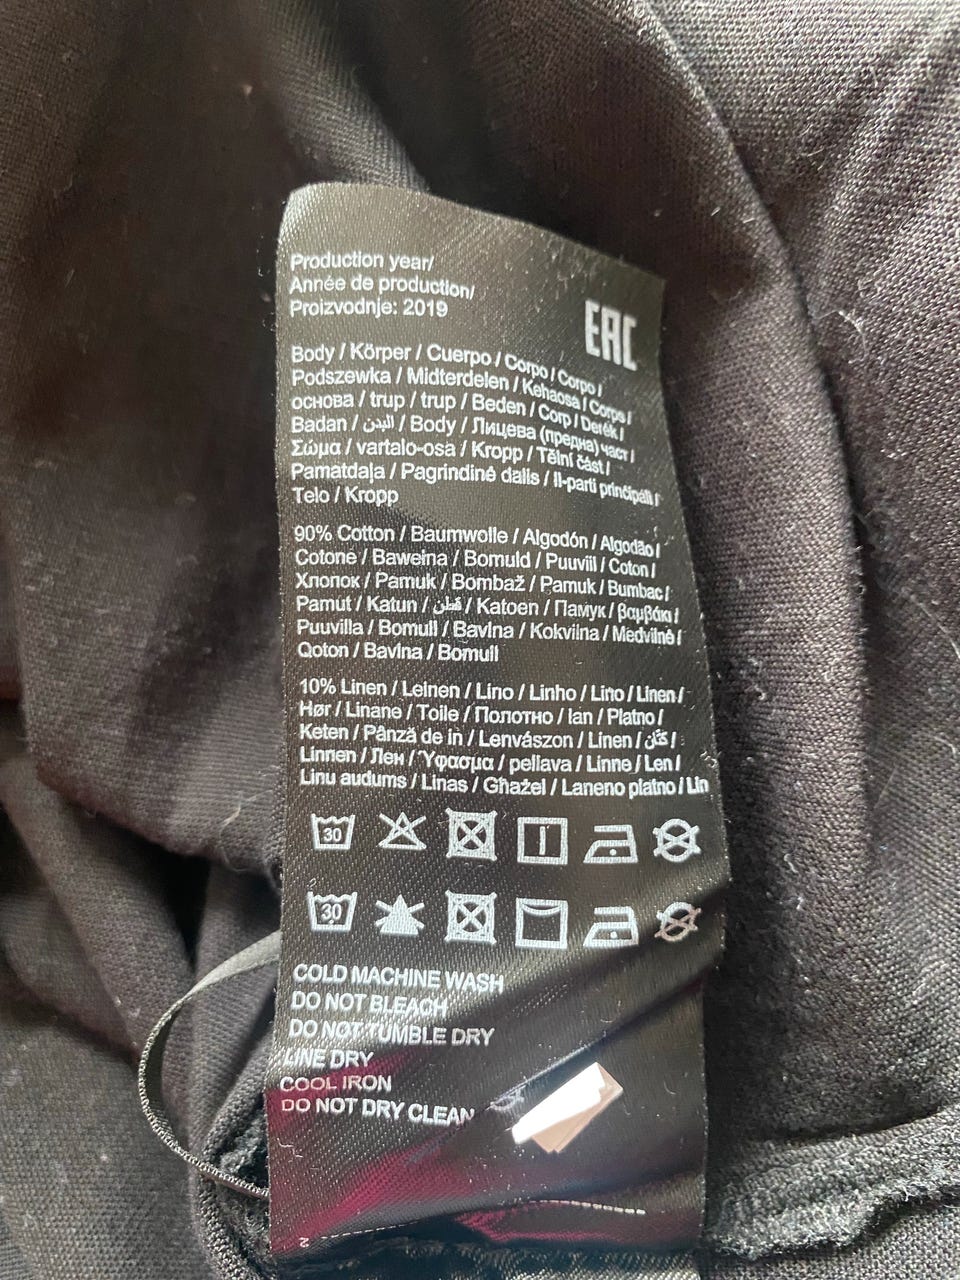 Production year/
Année de production/
Proizvodnje: 2019
EAC
Body / Körper / Cuerpo / Corpo / Corpo /
Podszewka / Midterdelen / Kehaosa / Corps /
основа / trup / trup / Beden / Corp / Derék /
Badan / البدن / Body / Лицева (предна) част /
Σώμα / vartalo-osa / Kropp / Tělní část /
Pamatdaļa / Pagrindinė dalis / Il-parti prinċipali /
Telo / Kropp
90% Cotton / Baumwolle / Algodón / Algodão /
Cotone / Bawełna / Bomuld / Puuvill / Coton /
Хлопок / Pamuk / Bombaž / Pamuk / Bumbac /
Pamut / Katun / قطن / Katoen / Памук / βαμβάκι /
Puuvilla / Bomull / Bavlna / Kokvilna / Medvilnė /
Qoton / Bavlna / Bomull
10% Linen / Leinen / Lino / Linho / Lino / Linen /
Hør / Linane / Toile / Полотно / lan / Platno /
Keten / Pânză de in / Lenvászon / Linen / كتّان /
Linnen / Лен / Ύφασμα / pellava / Linne / Len /
Linu audums / Linas / Għażel / Laneno platno / Lin
30
30
COLD MACHINE WASH
DO NOT BLEACH
DO NOT TUMBLE DRY
LINE DRY
COOL IRON
DO NOT DRY CLEAN
2